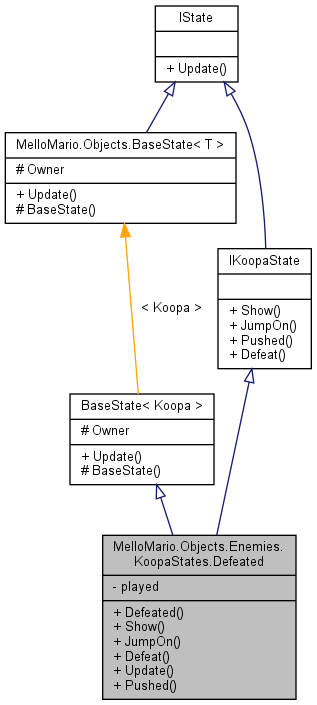 IState
+ Update()
MelloMario.Objects.BaseState< T >
# Owner
+ Update()
# BaseState()
IKoopaState
+ Show()
+ JumpOn()
+ Pushed()
+ Defeat()
< Koopa >
BaseState< Koopa >
# Owner
+ Update()
# BaseState()
MelloMario.Objects.Enemies.
KoopaStates.Defeated
- played
+ Defeated()
+ Show()
+ JumpOn()
+ Defeat()
+ Update()
+ Pushed()